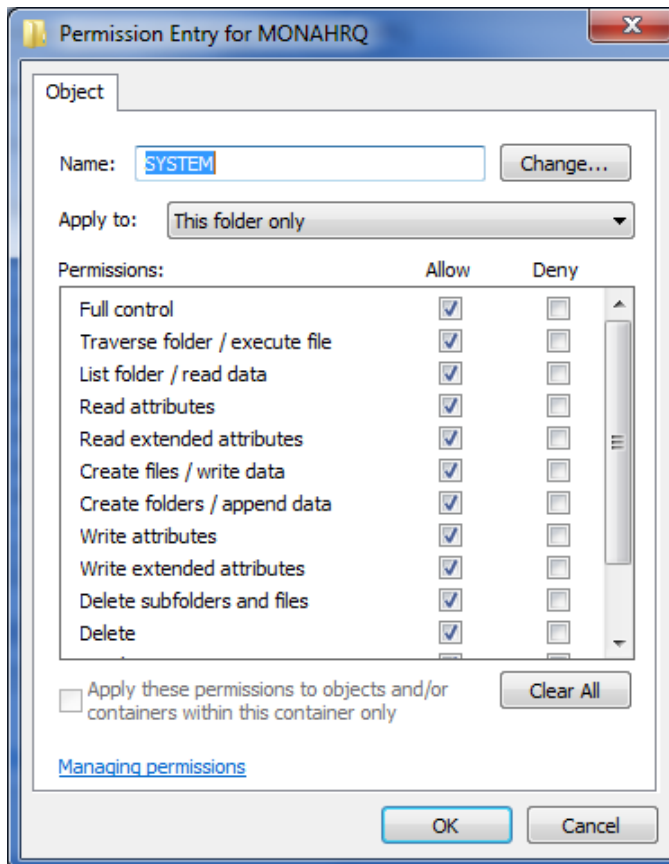 Permission Entry for MONAHRQ
Object
Name: SYSTEM Change...
Apply to: This folder only
Permissions: Allow Deny
Full control
Traverse folder / execute file
List folder / read data
Read attributes
Read extended attributes
Create files / write data
Create folders / append data
Write attributes
Write extended attributes
Delete subfolders and files
Delete
Apply these permissions to objects and/or
containers within this container only
Clear All
Managing permissions
OK Cancel